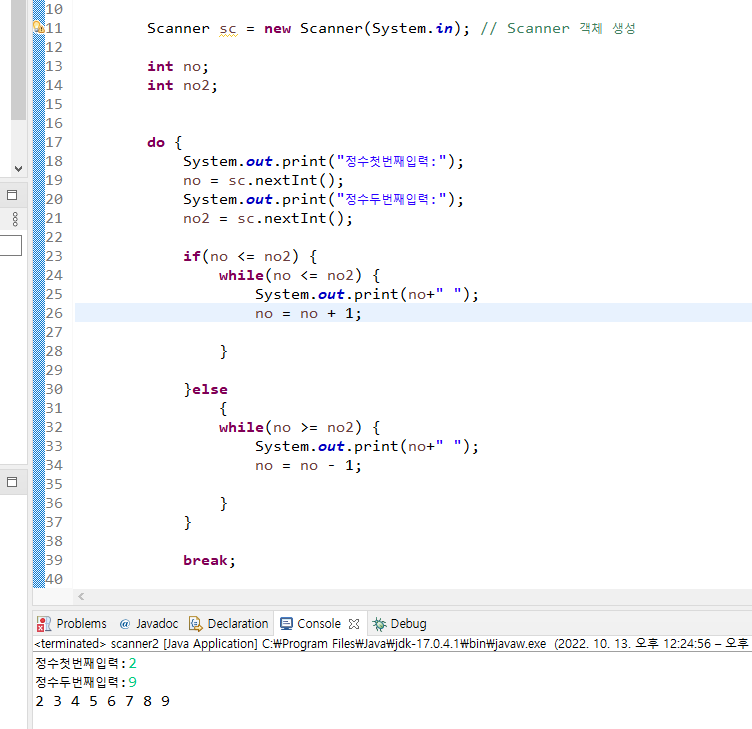 10
11 Scanner sc = new Scanner(System.in); // Scanner 객체 생성
12
13 int no;
14 int no2;
15
16
17 do {
18 System.out.print("정수첫번째입력:");
19 no = sc.nextInt();
20 System.out.print("정수두번째입력:");
21 no2 = sc.nextInt();
22
23 if(no <= no2) {
24 while(no <= no2) {
25 System.out.print(no+" ");
26 no = no + 1;
27
28 }
29
30 }else
31 {
32 while(no >= no2) {
33 System.out.print(no+" ");
34 no = no - 1;
35
36 }
37 }
38
39 break;
40
Problems @ Javadoc Declaration Console Debug
<terminated> scanner2 [Java Application] C:₩Program Files₩Java₩jdk-17.0.4.1₩bin₩javaw.exe (2022. 10. 13. 오후 12:24:56 – 오후
정수첫번째입력:2
정수두번째입력:9
2 3 4 5 6 7 8 9